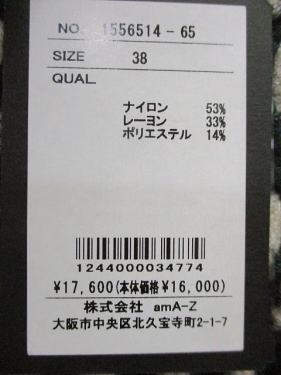 NO. 1556514-65
SIZE 38
QUAL
ナイロン 53%
レーヨン 33%
ポリエステル 14%
1244000034774
¥17,600(本体価格¥16,000)
株式会社 amA-Z
大阪市中央区北久宝寺町2-1-7